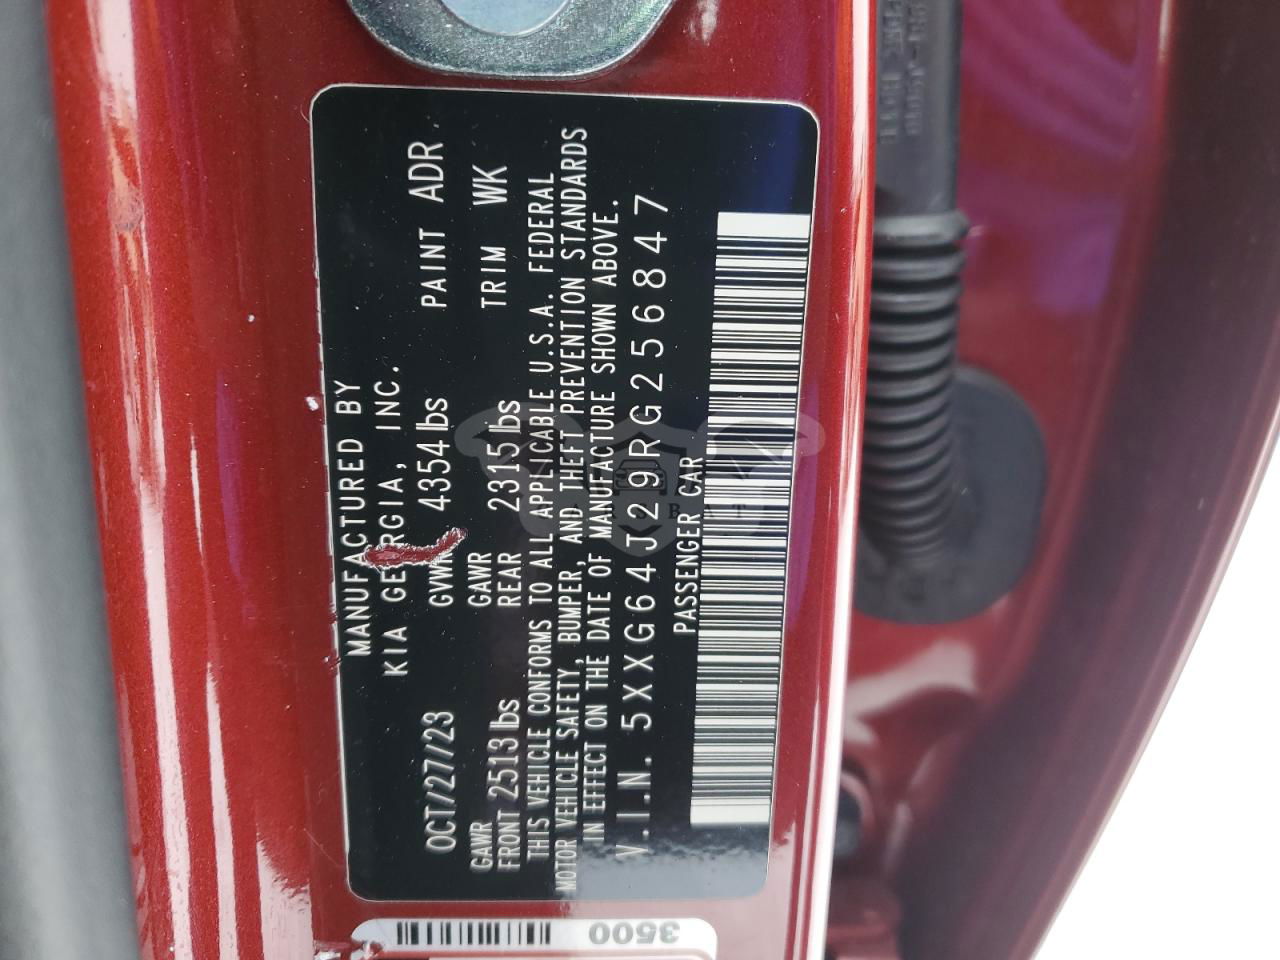 MANUFACTURED BY
KIA GEORGIA, INC.
OCT/27/23 GVWR 4354 lbs PAINT ADR
GAWR FRONT 2513 lbs GAWR REAR 2315 lbs TRIM WK
THIS VEHICLE CONFORMS TO ALL APPLICABLE U.S.A. FEDERAL
MOTOR VEHICLE SAFETY, BUMPER, AND THEFT PREVENTION STANDARDS
IN EFFECT ON THE DATE OF MANUFACTURE SHOWN ABOVE.
V.I.N. 5XXG64J29RG256847
PASSENGER CAR
3500